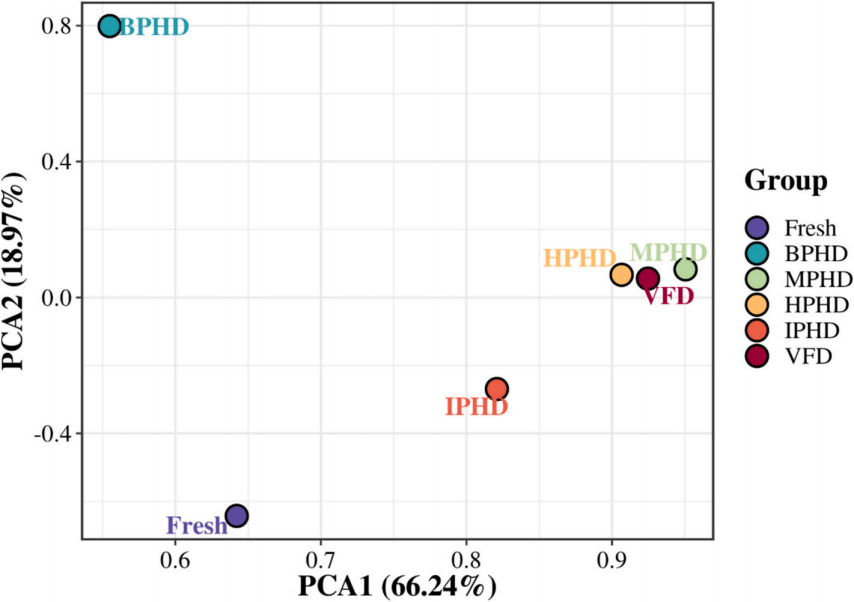 0.8
0.4
0.0
-0.4
PCA2 (18.97%)
BPHD
HPHD
MPHD
VFD
IPHD
Fresh
0.6
0.7
0.8
0.9
PCA1 (66.24%)
Group
Fresh
BPHD
MPHD
HPHD
IPHD
VFD